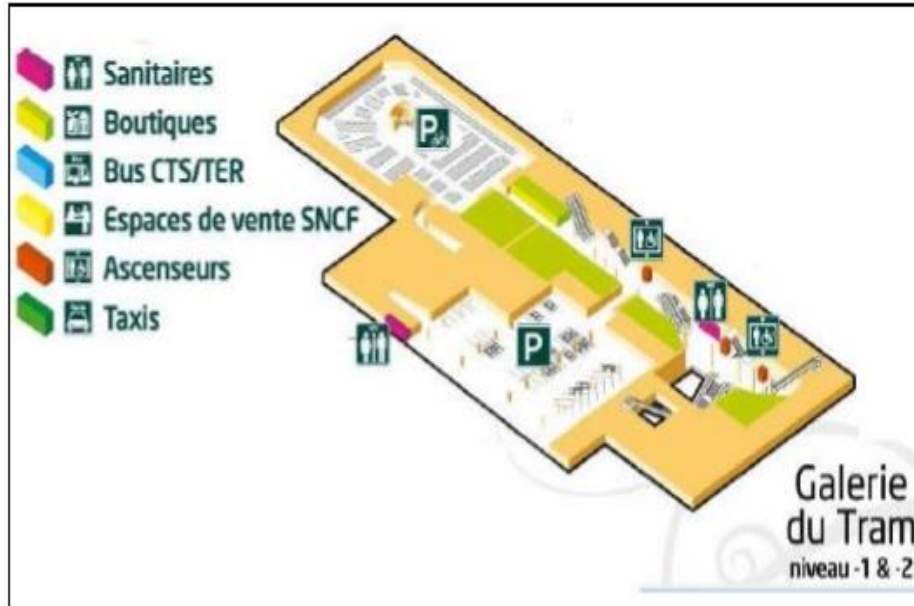 Sanitaires
Boutiques
Bus CTS/TER
Espaces de vente SNCF
Ascenseurs
Taxis
P
P
Galerie
du Tram
niveau -1 & -2